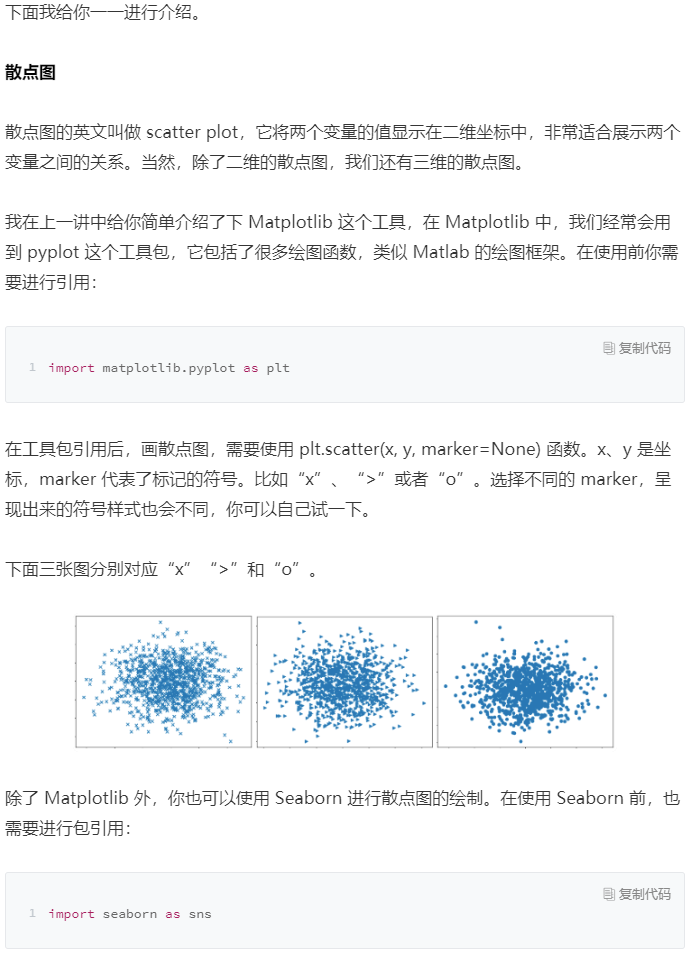 下面我给你一一进行介绍。
散点图
散点图的英文叫做 scatter plot，它将两个变量的值显示在二维坐标中，非常适合展示两个
变量之间的关系。当然，除了二维的散点图，我们还有三维的散点图。
我在上一讲中给你简单介绍了下 Matplotlib 这个工具，在 Matplotlib 中，我们经常会用
到 pyplot 这个工具包，它包括了很多绘图函数，类似 Matlab 的绘图框架。在使用前你需
要进行引用：
复制代码
1 import matplotlib.pyplot as plt
在工具包引用后，画散点图，需要使用 plt.scatter(x, y, marker=None) 函数。x、y 是坐
标，marker 代表了标记的符号。比如“x”、“>”或者“o”。选择不同的 marker，呈
现出来的符号样式也会不同，你可以自己试一下。
下面三张图分别对应“x”“>”和“o”。
除了 Matplotlib 外，你也可以使用 Seaborn 进行散点图的绘制。在使用 Seaborn 前，也
需要进行包引用：
复制代码
1 import seaborn as sns